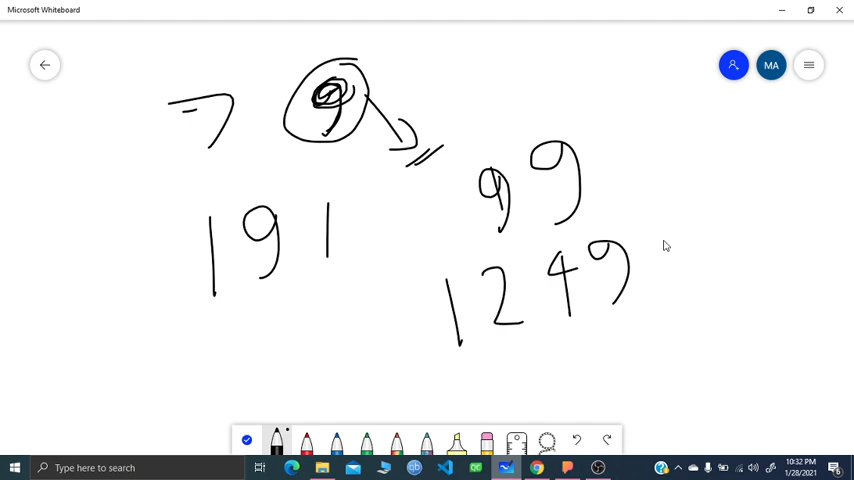 Microsoft Whiteboard
MA
7 9
99
191
1249
Type here to search
10:32 PM
1/28/2021